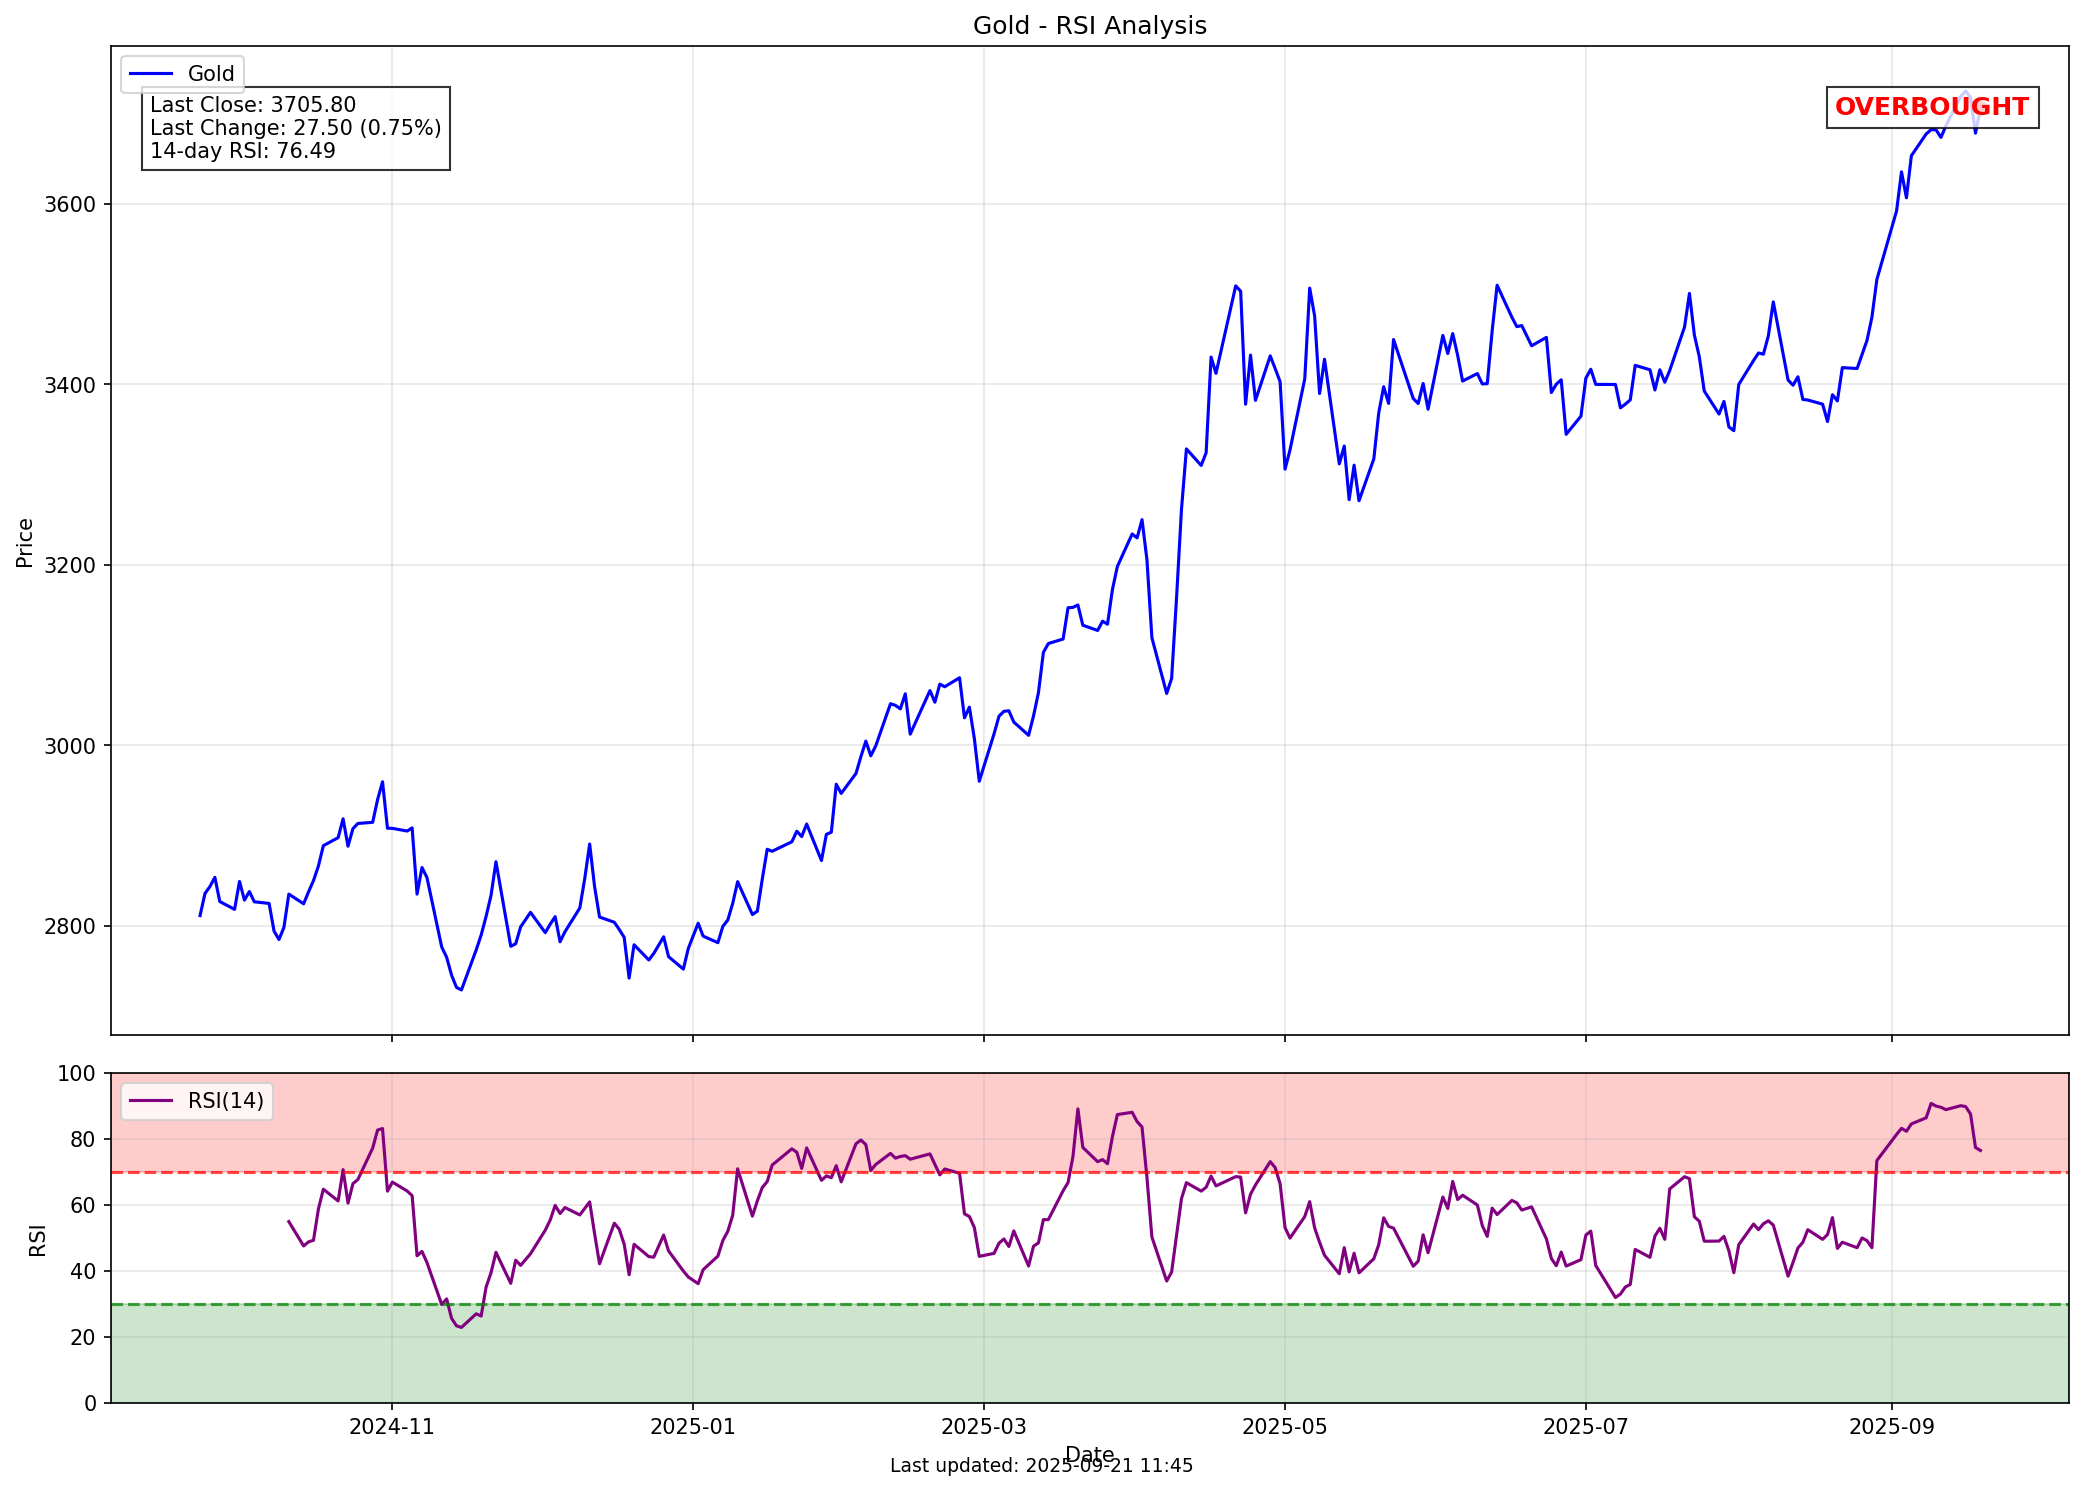 Gold - RSI Analysis
Gold
Last Close: 3705.80
Last Change: 27.50 (0.75%)
14-day RSI: 76.49
OVERBOUGHT
3600
3400
3200
3000
2800
Price
RSI(14)
100
80
60
40
20
0
RSI
2024-11
2025-01
2025-03
2025-05
2025-07
2025-09
Date
Last updated: 2025-09-21 11:45